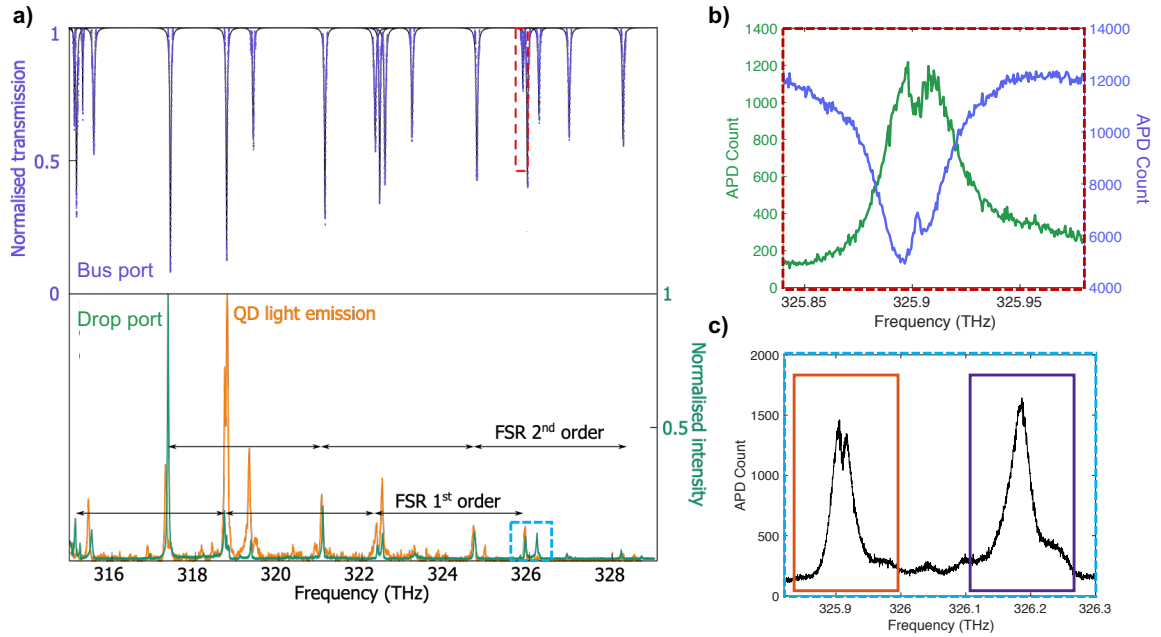 a)
Normalised transmission
1
0.5
0
Bus port
Drop port
QD light emission
1
0.5
Normalised intensity
FSR 2nd order
FSR 1st order
316 318 320 322 324 326 328
Frequency (THz)
b)
1400
1200
1000
800
600
400
200
0
APD Count
14000
12000
10000
8000
6000
4000
APD Count
325.85 325.9 325.95
Frequency (THz)
c)
2000
1500
1000
500
0
APD Count
325.9 326 326.1 326.2 326.3
Frequency (THz)